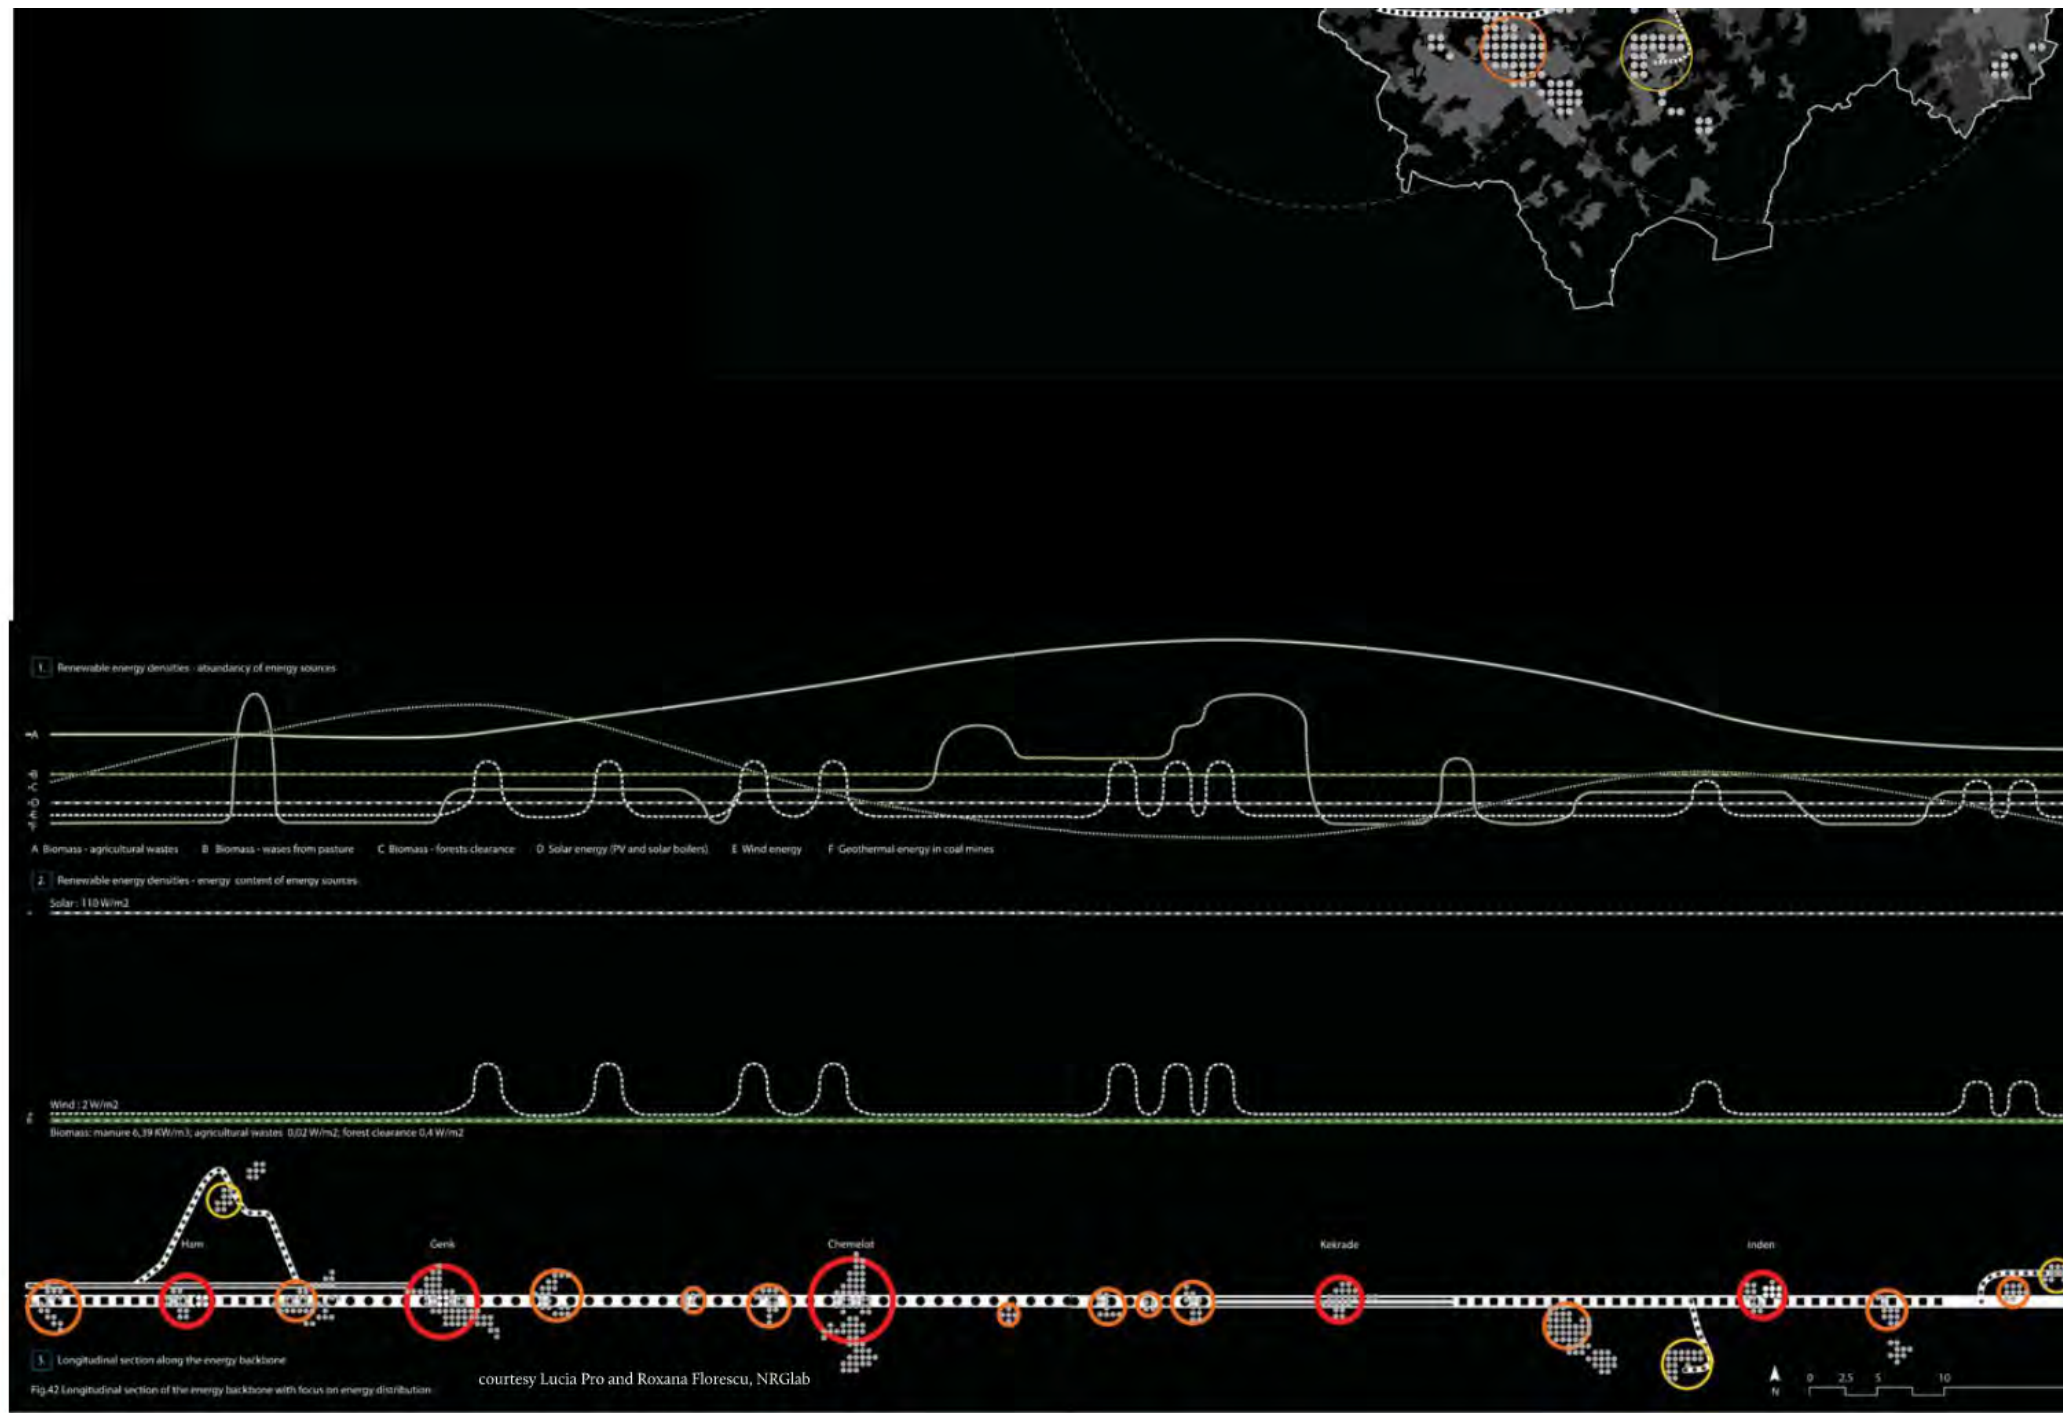 1. Renewable energy densities - abundancy of energy sources
A
C
D
E
F
A Biomass - agricultural wastes B Biomass - wases from pasture C Biomass - forests clearance D Solar energy (PV and solar boilers) E Wind energy F Geothermal energy in coal mines
2. Renewable energy densities - energy content of energy sources
Solar : 110 W/m2
Wind : 2 W/m2
Biomass: manure 6,39 KW/m3; agricultural wastes 0,02 W/m2; forest clearance 0,4 W/m2
Ham Genk Chemelot Kekrade Inden
3. Longitudinal section along the energy backbone
Fig.42 Longitudinal section of the energy backbone with focus on energy distribution
courtesy Lucia Pro and Roxana Florescu, NRGlab
N 0 2.5 5 10